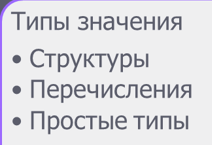 Типы значения
• Структуры
• Перечисления
• Простые типы